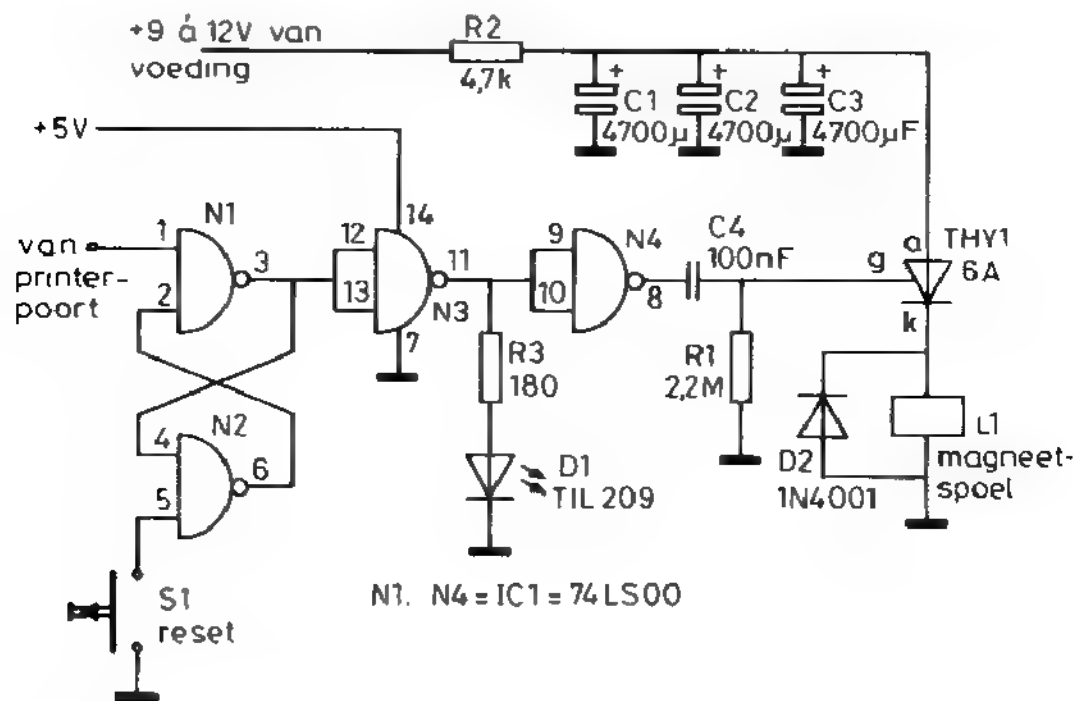 +9 á 12V van
voeding
R2
4,7k
+
C1
4700µ
+
C2
4700µ
+
C3
4700µF
+5V
van
printer-
poort
1
2
N1
3
12
13
14
11
N3
7
9
10
N4
8
C4
100nF
g
a
k
THY1
6A
4
5
N2
6
R3
180
D1
TIL 209
R1
2,2M
D2
1N4001
L1
magneet-
spoel
S1
reset
N1. N4 = IC1 = 74LS00